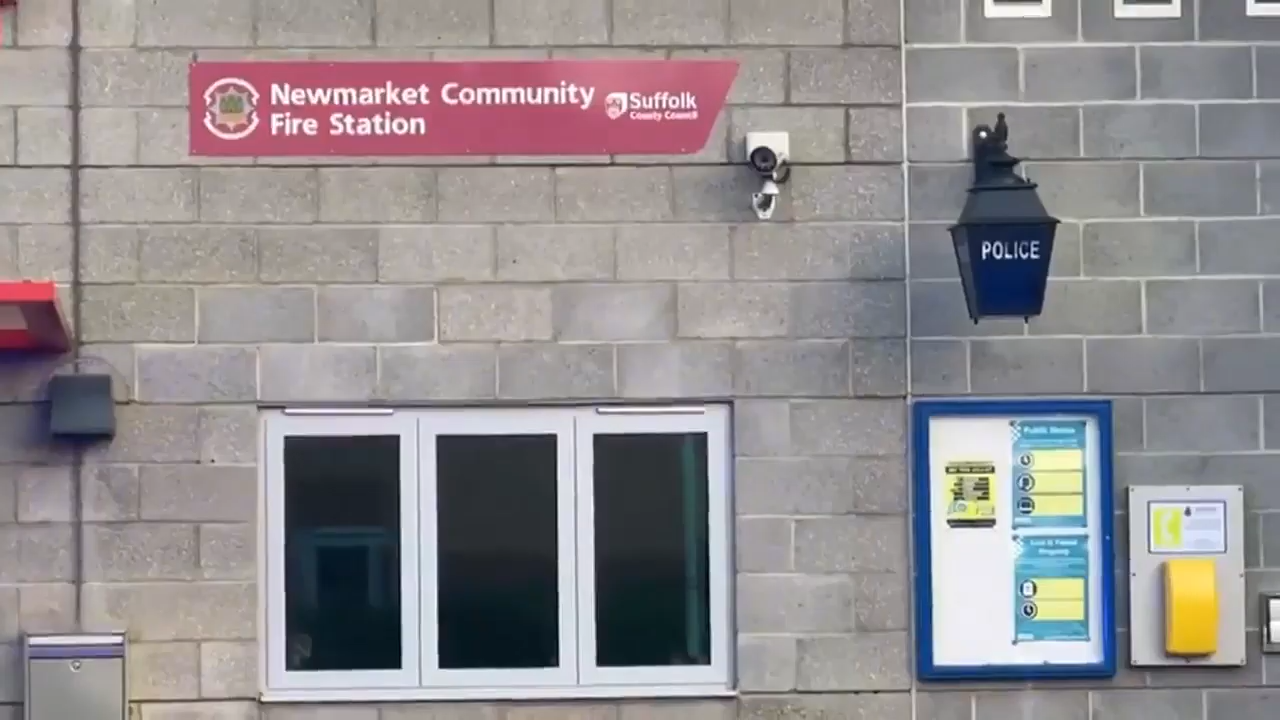 Newmarket Community
Fire Station
Suffolk
County Council
POLICE
Public Notice
Lost & Found
Property